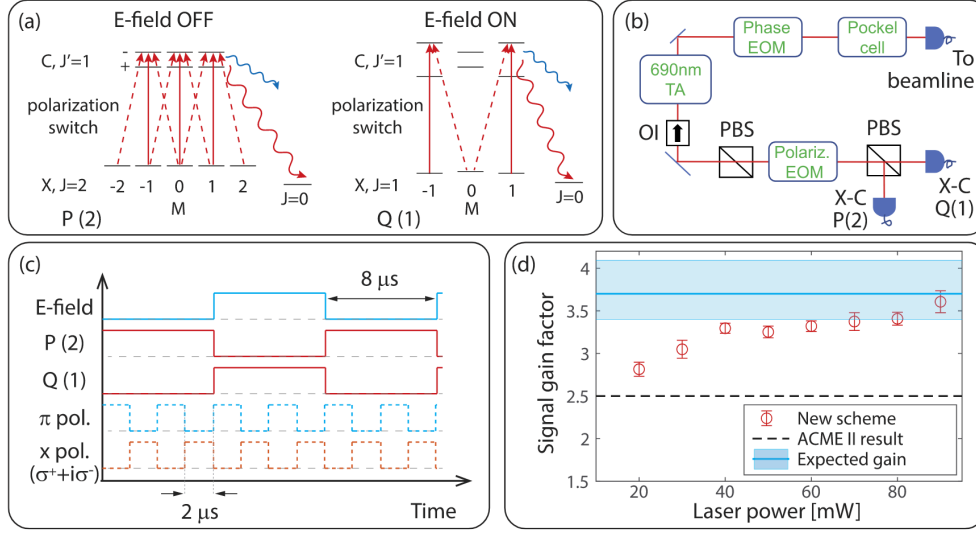 (a)
E-field OFF
E-field ON
C, J'=1
-
+
polarization
switch
X, J=2
-2 -1 0 1 2
M
J=0
P (2)
C, J'=1
polarization
switch
X, J=1
-1 0 1
M
J=0
Q (1)
(b)
Phase
EOM
Pockel
cell
To
beamline
690nm
TA
OI
PBS
Polariz.
EOM
PBS
X-C
P(2)
X-C
Q(1)
(c)
8 μs
E-field
P (2)
Q (1)
π pol.
x pol.
(σ⁺+iσ⁻)
2 μs
Time
(d)
Signal gain factor
4
3.5
3
2.5
2
1.5
20 40 60 80
Laser power [mW]
New scheme
ACME II result
Expected gain